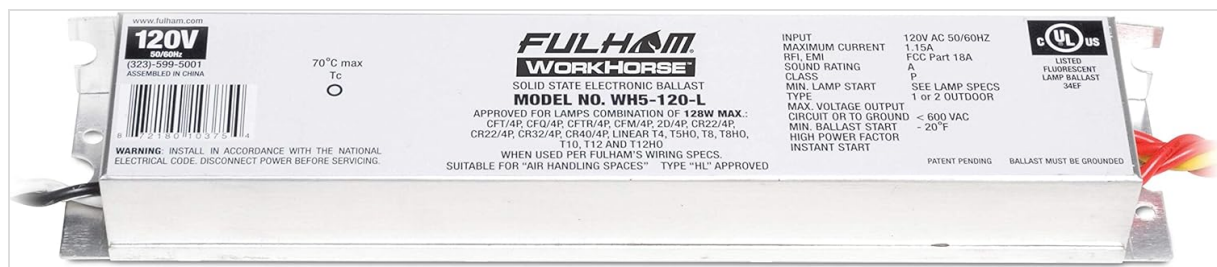 www.fulham.com
120V
50/60Hz
(323)-599-5001
ASSEMBLED IN CHINA
8 72180 10375 4
WARNING: INSTALL IN ACCORDANCE WITH THE NATIONAL
ELECTRICAL CODE. DISCONNECT POWER BEFORE SERVICING.
70°C max
Tc
FULHAM
WORKHORSE™
SOLID STATE ELECTRONIC BALLAST
MODEL NO. WH5-120-L
APPROVED FOR LAMPS COMBINATION OF 128W MAX.:
CFT/4P, CFQ/4P, CFTR/4P, CFM/4P, 2D/4P, CR22/4P,
CR22/4P, CR32/4P, CR40/4P, LINEAR T4, T5HO, T8, T8HO,
T10, T12 AND T12HO
WHEN USED PER FULHAM'S WIRING SPECS.
SUITABLE FOR "AIR HANDLING SPACES" TYPE "HL" APPROVED
INPUT 120V AC 50/60HZ
MAXIMUM CURRENT 1.15A
RFI, EMI FCC Part 18A
SOUND RATING A
CLASS P
MIN. LAMP START SEE LAMP SPECS
TYPE 1 or 2 OUTDOOR
MAX. VOLTAGE OUTPUT
CIRCUIT OR TO GROUND < 600 VAC
MIN. BALLAST START - 20°F
HIGH POWER FACTOR
INSTANT START
C UL US
LISTED
FLUORESCENT
LAMP BALLAST
34EF
PATENT PENDING BALLAST MUST BE GROUNDED